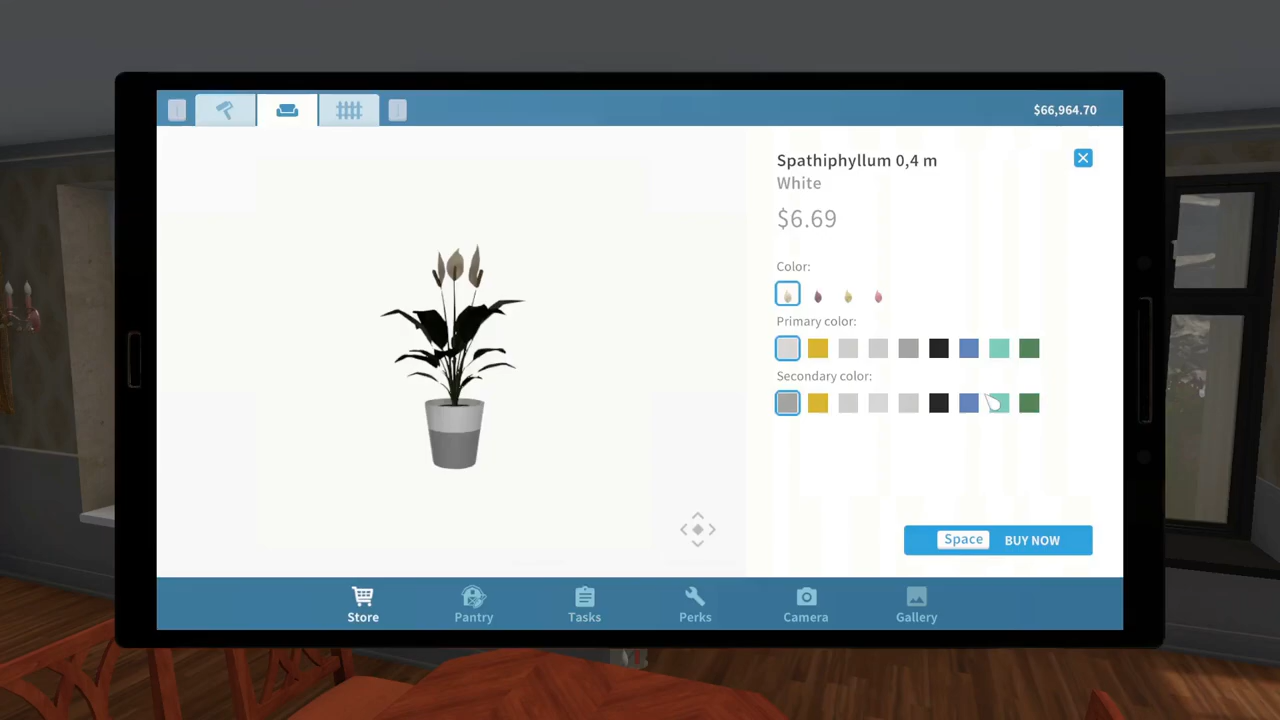 $66,964.70
Spathiphyllum 0,4 m
White
$6.69
Color:
Primary color:
Secondary color:
Space BUY NOW
Store
Pantry
Tasks
Perks
Camera
Gallery